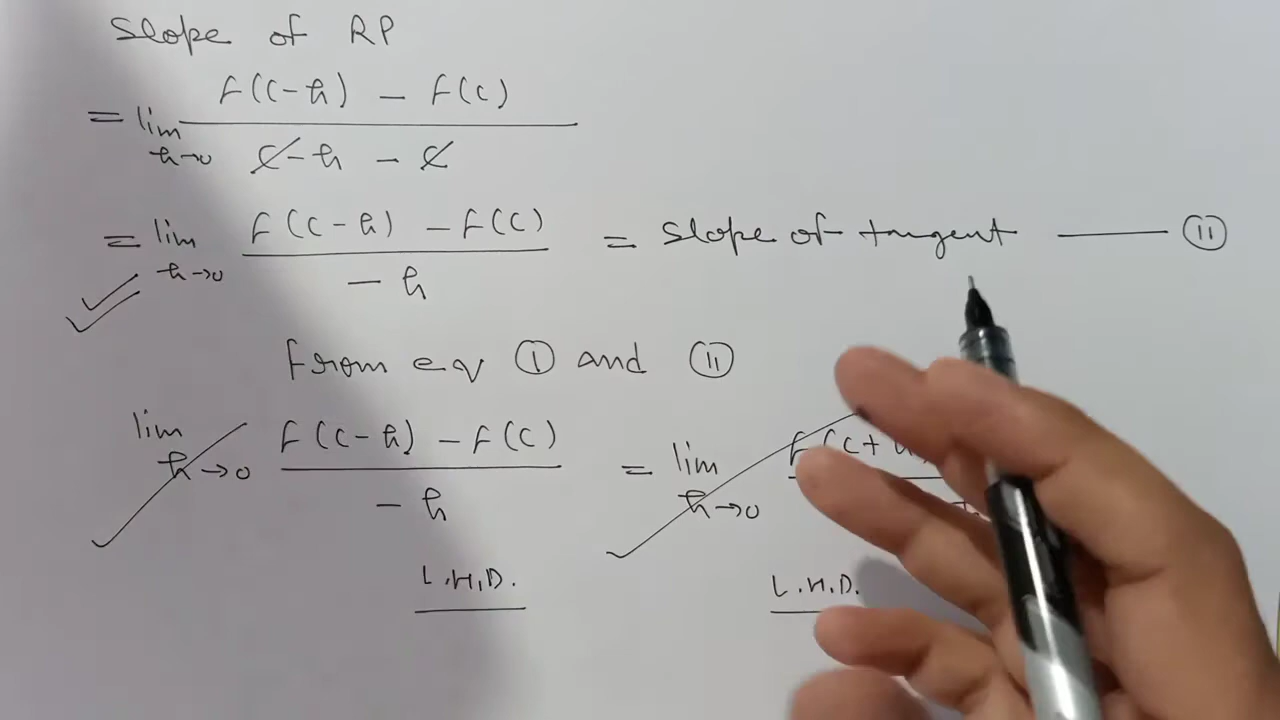 Slope of RP
= lim h→0 F(c-h) - F(c) / c-h - c
= lim h→0 F(c-h) - F(c) / -h = Slope of tangent —— II
From eq I and II
lim h→0 F(c-h) - F(c) / -h = lim h→0 F(c+
L.H.D. L.H.D.